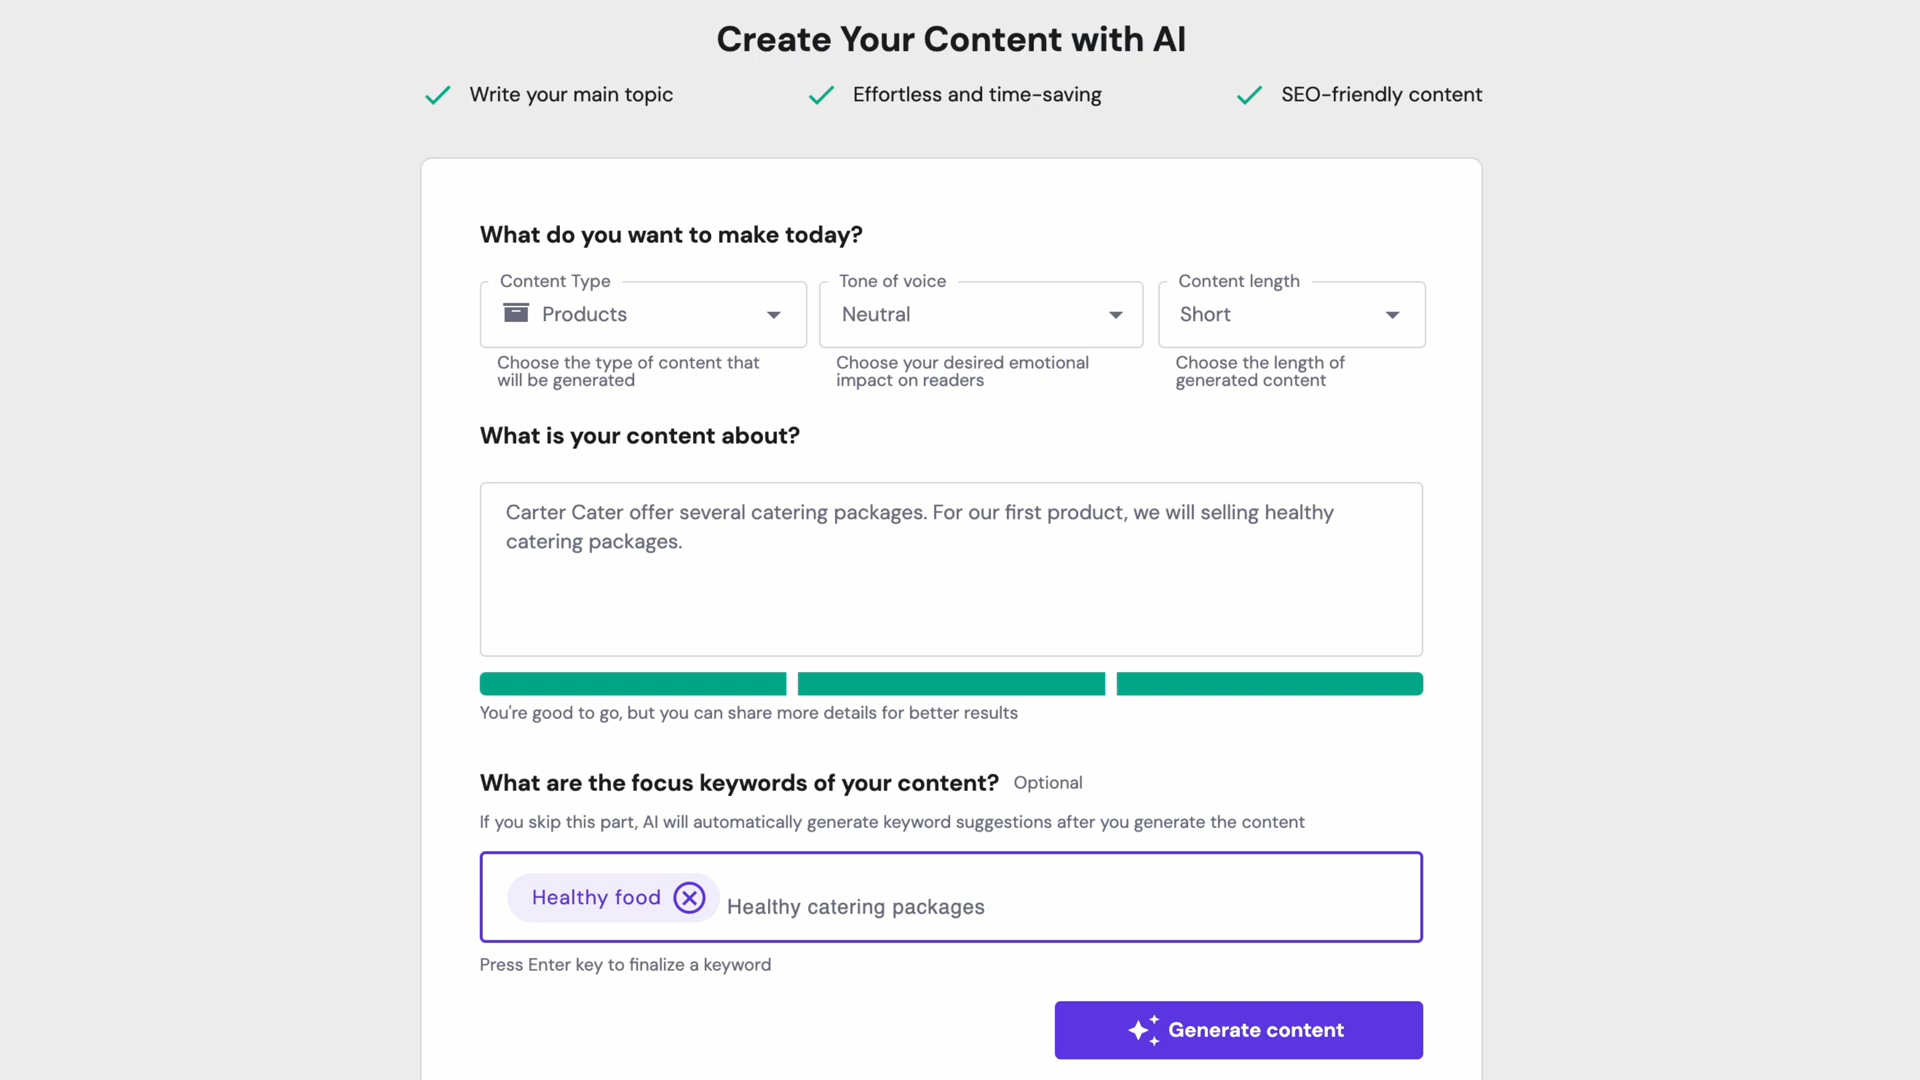 Create Your Content with AI
Write your main topic
Effortless and time-saving
SEO-friendly content
What do you want to make today?
Content Type
Products
Choose the type of content that
will be generated
Tone of voice
Neutral
Choose your desired emotional
impact on readers
Content length
Short
Choose the length of
generated content
What is your content about?
Carter Cater offer several catering packages. For our first product, we will selling healthy
catering packages.
You're good to go, but you can share more details for better results
What are the focus keywords of your content? Optional
If you skip this part, AI will automatically generate keyword suggestions after you generate the content
Healthy food Healthy catering packages
Press Enter key to finalize a keyword
Generate content